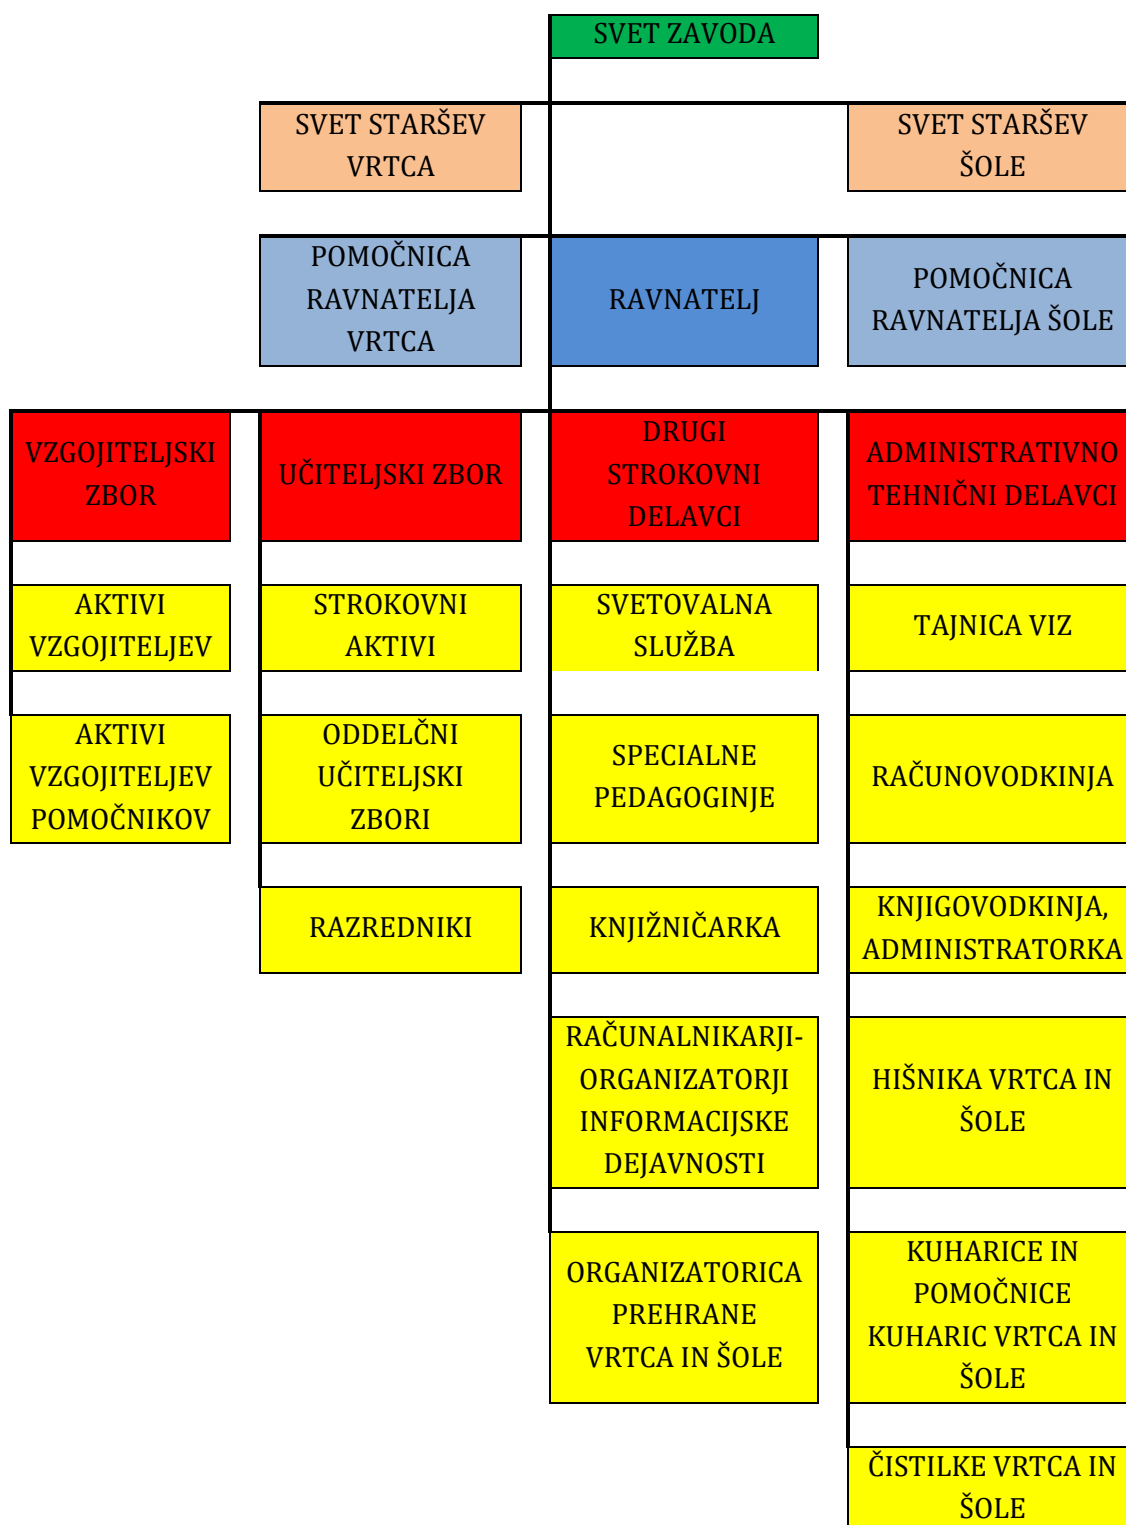 SVET ZAVODA
SVET STARŠEV
VRTCA
SVET STARŠEV
ŠOLE
POMOČNICA
RAVNATELJA
VRTCA
RAVNATELJ
POMOČNICA
RAVNATELJA ŠOLE
VZGOJITELJSKI
ZBOR
UČITELJSKI ZBOR
DRUGI
STROKOVNI
DELAVCI
ADMINISTRATIVNO
TEHNIČNI DELAVCI
AKTIVI
VZGOJITELJEV
STROKOVNI
AKTIVI
SVETOVALNA
SLUŽBA
TAJNICA VIZ
AKTIVI
VZGOJITELJEV
POMOČNIKOV
ODDELČNI
UČITELJSKI
ZBORI
SPECIALNE
PEDAGOGINJE
RAČUNOVODKINJA
RAZREDNIKI
KNJIŽNIČARKA
KNJIGOVODKINJA,
ADMINISTRATORKA
RAČUNALNIKARJI-
ORGANIZATORJI
INFORMACIJSKE
DEJAVNOSTI
HIŠNIKA VRTCA IN
ŠOLE
ORGANIZATORICA
PREHRANE
VRTCA IN ŠOLE
KUHARICE IN
POMOČNICE
KUHARIC VRTCA IN
ŠOLE
ČISTILKE VRTCA IN
ŠOLE